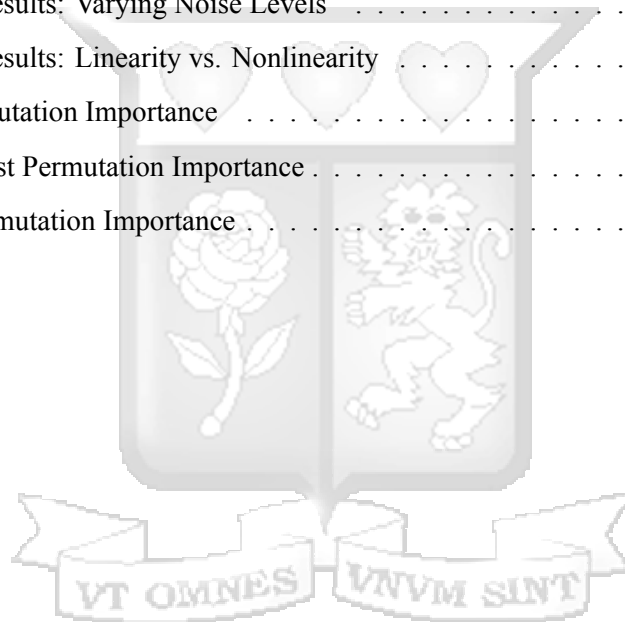 esults: Varying Noise Levels . . . . . . . . . . . . .
esults: Linearity vs. Nonlinearity . . . . . . . . . . .
utation Importance . . . . . . . . . . . . . . . . . .
st Permutation Importance . . . . . . . . . . . . . .
mutation Importance . . . . . . . . . . . . . . . . . .
VT OMNES VNVM SINT